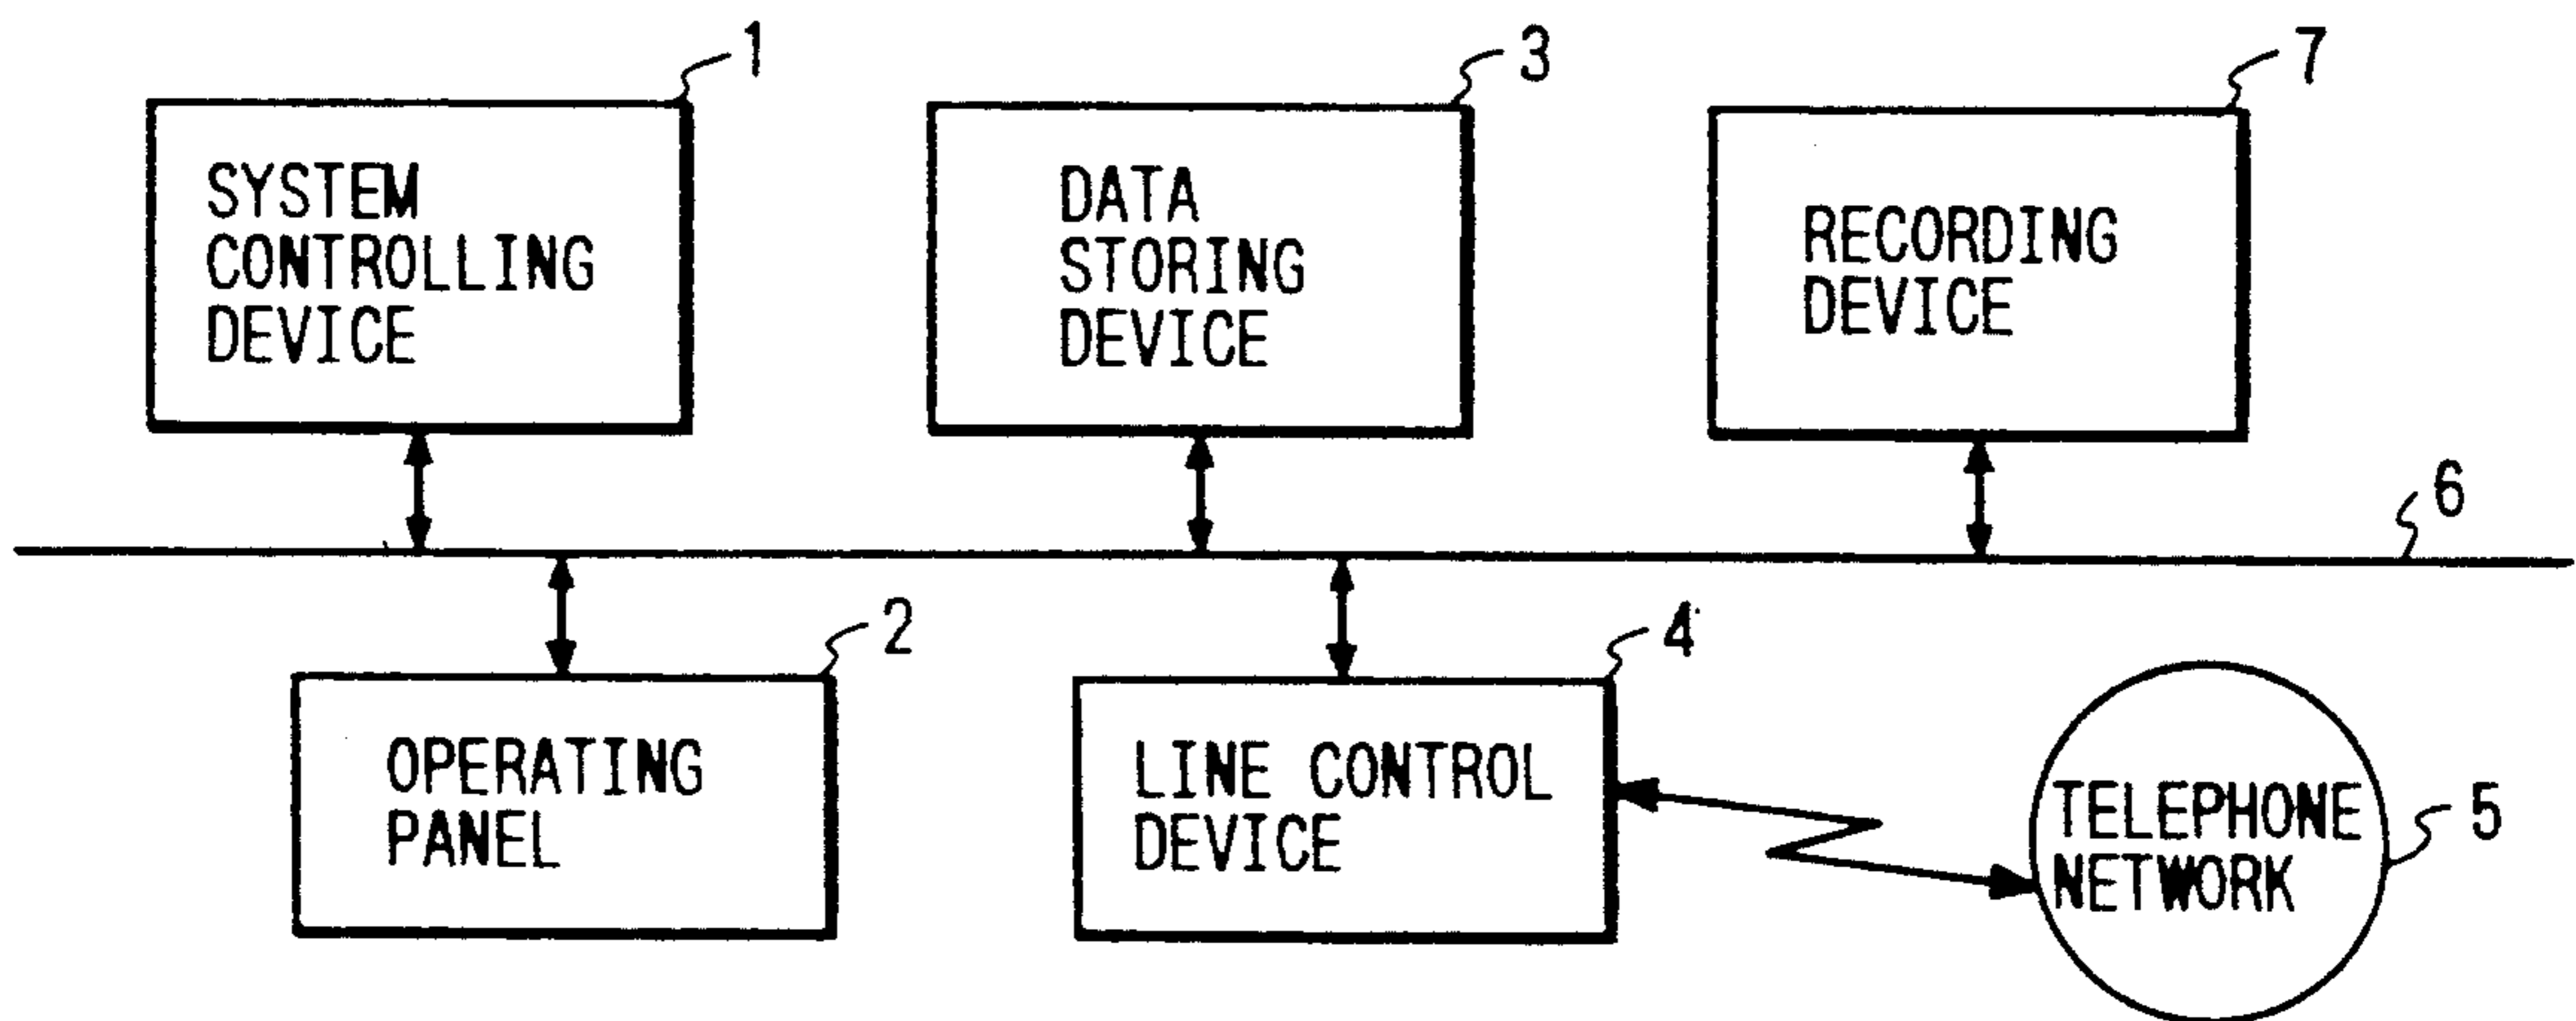 1
SYSTEM
CONTROLLING
DEVICE
3
DATA
STORING
DEVICE
7
RECORDING
DEVICE
6
2
OPERATING
PANEL
4
LINE CONTROL
DEVICE
5
TELEPHONE
NETWORK